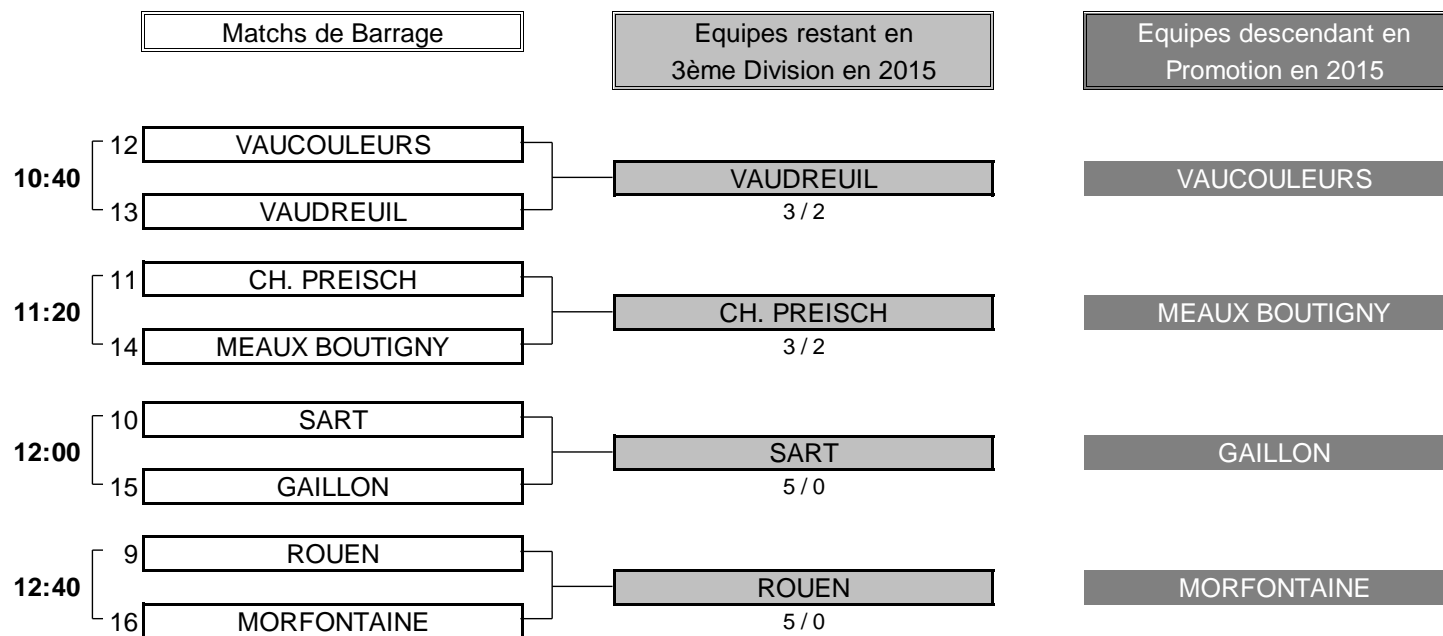 Matchs de Barrage
Equipes restant en
3ème Division en 2015
Equipes descendant en
Promotion en 2015
12 VAUCOULEURS
10:40 VAUDREUIL VAUCOULEURS
13 VAUDREUIL 3 / 2
11 CH. PREISCH
11:20 CH. PREISCH MEAUX BOUTIGNY
14 MEAUX BOUTIGNY 3 / 2
10 SART
12:00 SART GAILLON
15 GAILLON 5 / 0
9 ROUEN
12:40 ROUEN MORFONTAINE
16 MORFONTAINE 5 / 0